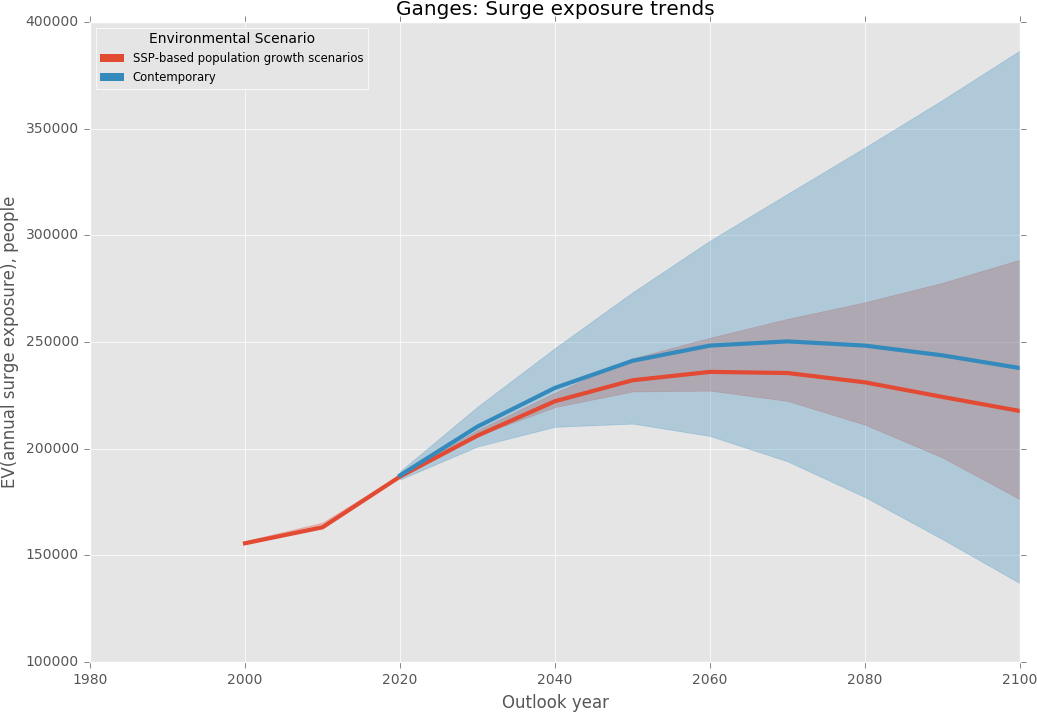 Ganges: Surge exposure trends
Environmental Scenario
SSP-based population growth scenarios
Contemporary
EV(annual surge exposure), people
400000
350000
300000
250000
200000
150000
100000
1980 2000 2020 2040 2060 2080 2100
Outlook year